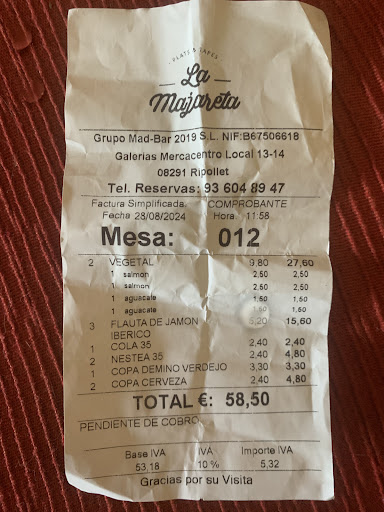 PLATS & TAPES
La
Majareta
Grupo Mad-Bar 2019 S.L. NIF:B67506618
Galerias Mercacentro Local 13-14
08291 Ripollet
Tel. Reservas: 93 604 89 47
Factura Simplificada. COMPROBANTE
Fecha 28/08/2024 Hora: 11:58
Mesa: 012
2 VEGETAL 9,80 27,60
1 salmon 2,50 2,50
1 salmon 2,50 2,50
1 aguacate 1,50 1,50
1 aguacate 1,50 1,50
3 FLAUTA DE JAMON 5,20 15,60
IBERICO
1 COLA 35 2,40 2,40
2 NESTEA 35 2,40 4,80
1 COPA DEMINO VERDEJO 3,30 3,30
2 COPA CERVEZA 2,40 4,80
TOTAL €: 58,50
PENDIENTE DE COBRO
Base IVA IVA Importe IVA
53,18 10 % 5,32
Gracias por su Visita